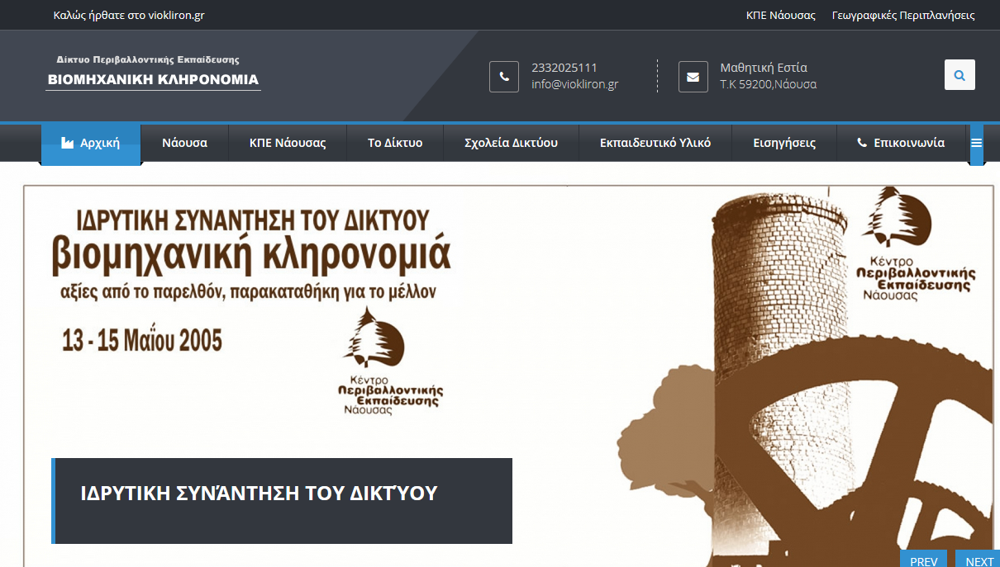 Καλώς ήρθατε στο viokliron.gr
ΚΠΕ Νάουσας
Γεωγραφικές Περιπλανήσεις
Δίκτυο Περιβαλλοντικής Εκπαίδευσης
ΒΙΟΜΗΧΑΝΙΚΗ ΚΛΗΡΟΝΟΜΙΑ
2332025111
info@viokliron.gr
Μαθητική Εστία
Τ.Κ 59200,Νάουσα
Αρχική
Νάουσα
ΚΠΕ Νάουσας
Το Δίκτυο
Σχολεία Δικτύου
Εκπαιδευτικό Υλικό
Εισηγήσεις
Επικοινωνία
ΙΔΡΥΤΙΚΗ ΣΥΝΑΝΤΗΣΗ ΤΟΥ ΔΙΚΤΥΟΥ
βιομηχανική κληρονομιά
αξίες από το παρελθόν, παρακαταθήκη για το μέλλον
13 - 15 Μαΐου 2005
Κέντρο
Περιβαλλοντικής
Εκπαίδευσης
Νάουσας
Κέντρο
Περιβαλλοντικής
Εκπαίδευσης
Νάουσας
ΙΔΡΥΤΙΚΗ ΣΥΝΆΝΤΗΣΗ ΤΟΥ ΔΙΚΤΎΟΥ
PREV
NEXT